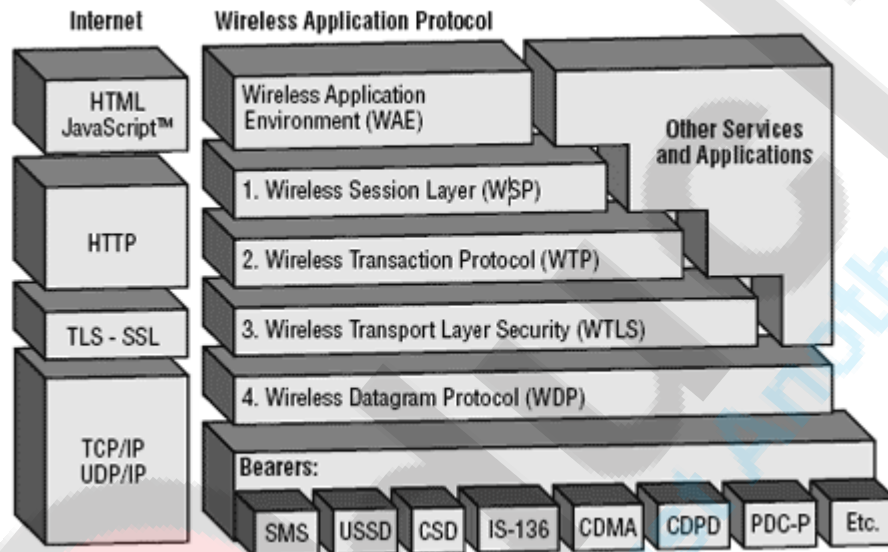 Internet
Wireless Application Protocol
HTML
JavaScript™
HTTP
TLS - SSL
TCP/IP
UDP/IP
Wireless Application
Environment (WAE)
Other Services
and Applications
1. Wireless Session Layer (WSP)
2. Wireless Transaction Protocol (WTP)
3. Wireless Transport Layer Security (WTLS)
4. Wireless Datagram Protocol (WDP)
Bearers:
SMS
USSD
CSD
IS-136
CDMA
CDPD
PDC-P
Etc.